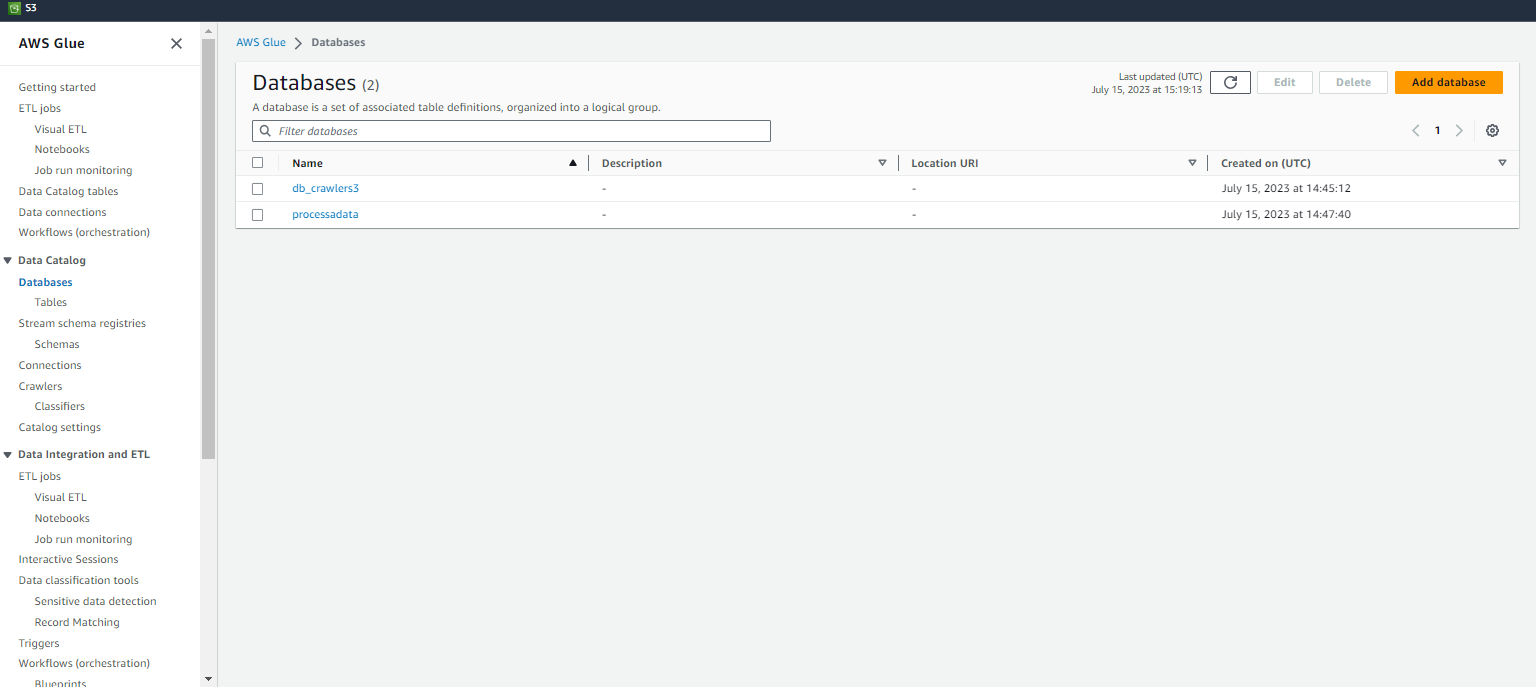 S3
AWS Glue
Getting started
ETL jobs
Visual ETL
Notebooks
Job run monitoring
Data Catalog tables
Data connections
Workflows (orchestration)
Data Catalog
Databases
Tables
Stream schema registries
Schemas
Connections
Crawlers
Classifiers
Catalog settings
Data Integration and ETL
ETL jobs
Visual ETL
Notebooks
Job run monitoring
Interactive Sessions
Data classification tools
Sensitive data detection
Record Matching
Triggers
Workflows (orchestration)
Blueprints
AWS Glue Databases
Databases (2)
Last updated (UTC)
July 15, 2023 at 15:19:13
Edit Delete Add database
A database is a set of associated table definitions, organized into a logical group.
Filter databases
1
Name Description Location URI Created on (UTC)
db_crawlers3 - - July 15, 2023 at 14:45:12
processadata - - July 15, 2023 at 14:47:40